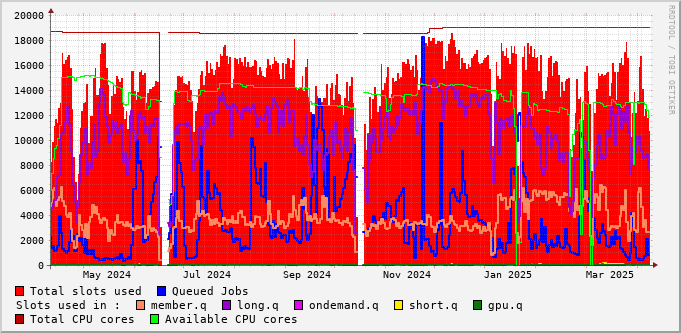 20000
18000
16000
14000
12000
10000
8000
6000
4000
2000
0
May 2024 Jul 2024 Sep 2024 Nov 2024 Jan 2025 Mar 2025
RRDTOOL / TOBI OETIKER
Total slots used Queued Jobs
Slots used in : member.q long.q ondemand.q short.q gpu.q
Total CPU cores Available CPU cores